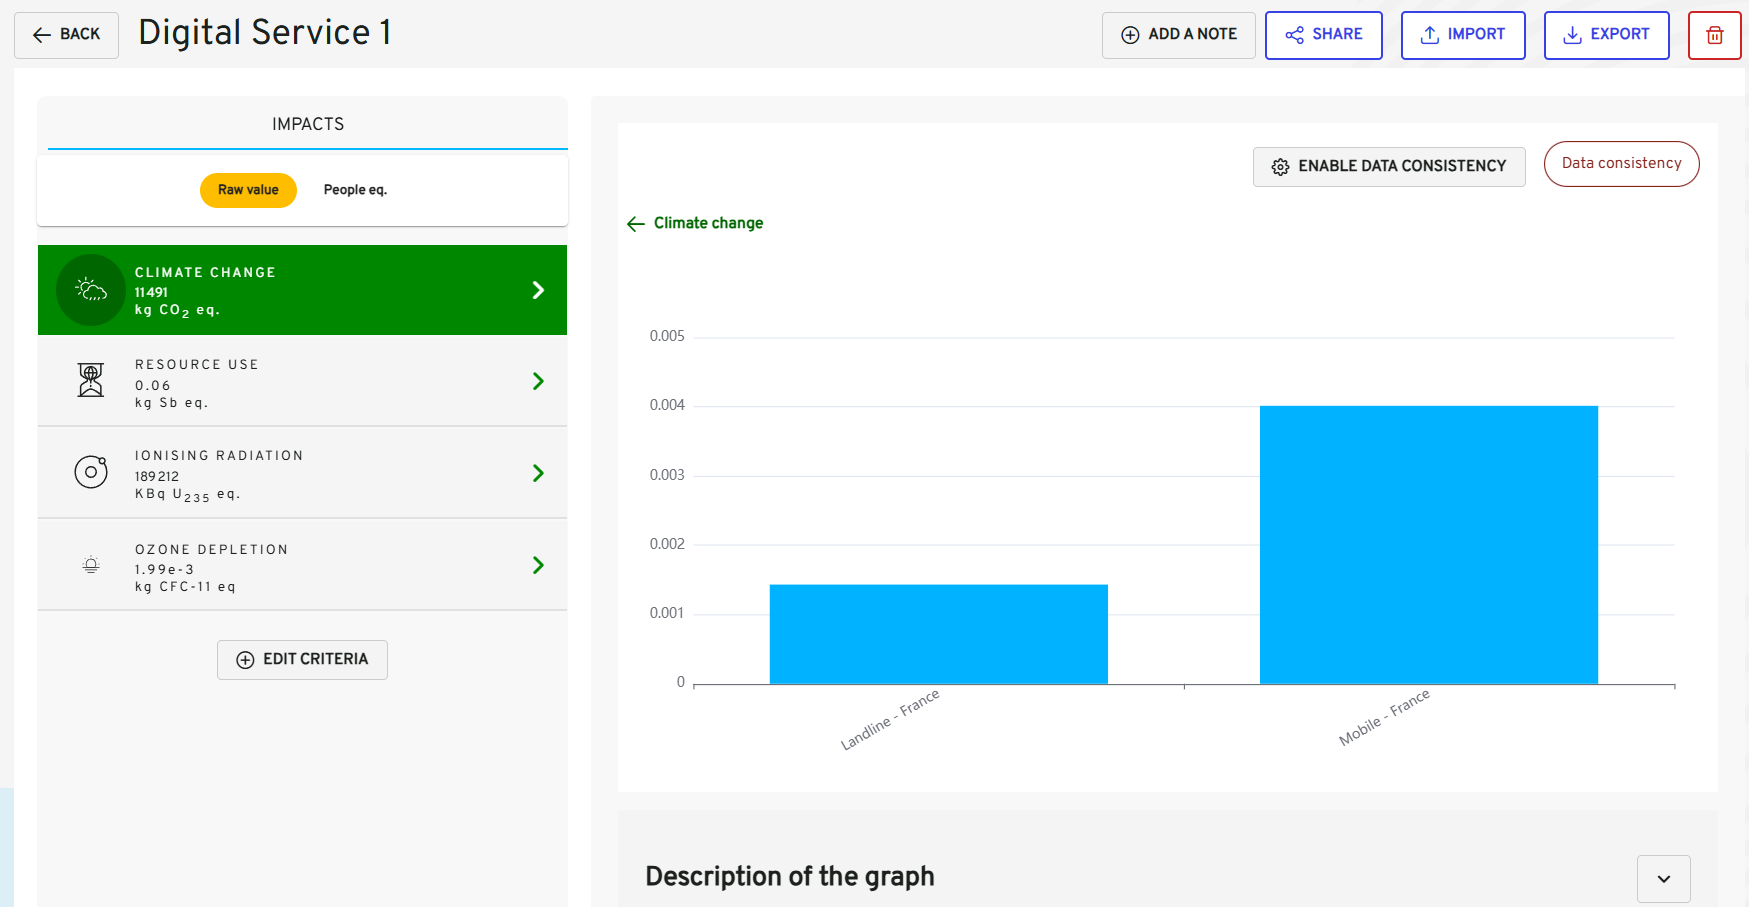 BACK
Digital Service 1
ADD A NOTE
SHARE
IMPORT
EXPORT
IMPACTS
Raw value
People eq.
CLIMATE CHANGE
11491
kg CO2 eq.
RESOURCE USE
0.06
kg Sb eq.
IONISING RADIATION
189212
KBq U235 eq.
OZONE DEPLETION
1.99e-3
kg CFC-11 eq
EDIT CRITERIA
ENABLE DATA CONSISTENCY
Data consistency
Climate change
0.005
0.004
0.003
0.002
0.001
0
Landline - France
Mobile - France
Description of the graph